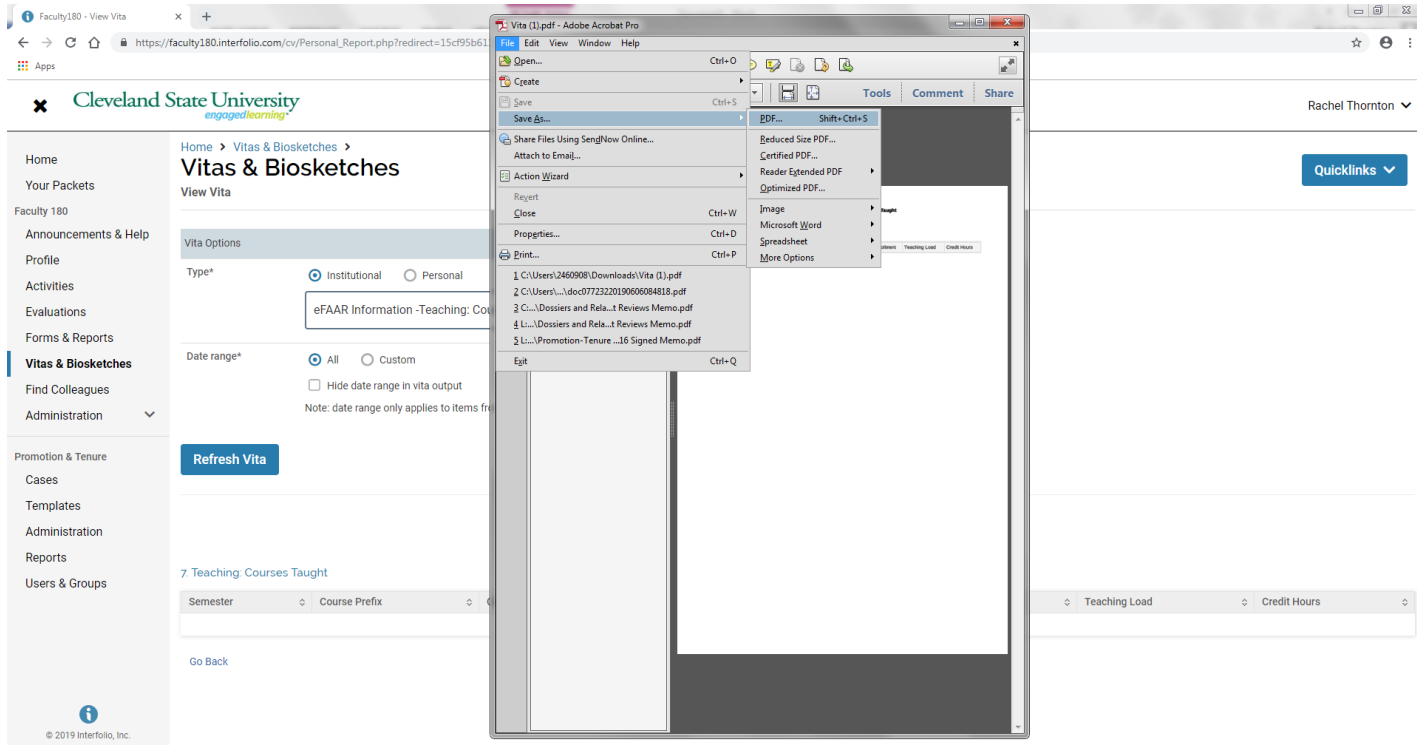 Faculty180 - View Vita
https://faculty180.interfolio.com/cv/Personal_Report.php?redirect=15cf95b61
Apps
Cleveland State University
engagedlearning
Rachel Thornton
Home
Your Packets
Faculty 180
Announcements & Help
Profile
Activities
Evaluations
Forms & Reports
Vitas & Biosketches
Find Colleagues
Administration
Promotion & Tenure
Cases
Templates
Administration
Reports
Users & Groups
© 2019 Interfolio, Inc.
Home > Vitas & Biosketches >
Vitas & Biosketches
View Vita
Quicklinks
Vita Options
Type*
Institutional Personal
eFAAR Information -Teaching: Cou
Date range*
All Custom
Hide date range in vita output
Note: date range only applies to items fro
Refresh Vita
7. Teaching: Courses Taught
Semester Course Prefix Teaching Load Credit Hours
Go Back
Vita (1).pdf - Adobe Acrobat Pro
File Edit View Window Help
Tools Comment Share
Open... Ctrl+O
Create
Save Ctrl+S
Save As...
Share Files Using SendNow Online...
Attach to Email...
Action Wizard
Revert
Close Ctrl+W
Properties... Ctrl+D
Print... Ctrl+P
1 C:\Users\2460908\Downloads\Vita (1).pdf
2 C:\Users\...\doc07723220190606084818.pdf
3 C:...\Dossiers and Rela...t Reviews Memo.pdf
4 L:...\Dossiers and Rela...t Reviews Memo.pdf
5 L:...\Promotion-Tenure ...16 Signed Memo.pdf
Exit Ctrl+Q
PDF... Shift+Ctrl+S
Reduced Size PDF...
Certified PDF...
Reader Extended PDF
Optimized PDF...
Image
Microsoft Word
Spreadsheet
More Options
Taught
Teaching Load Credit Hours